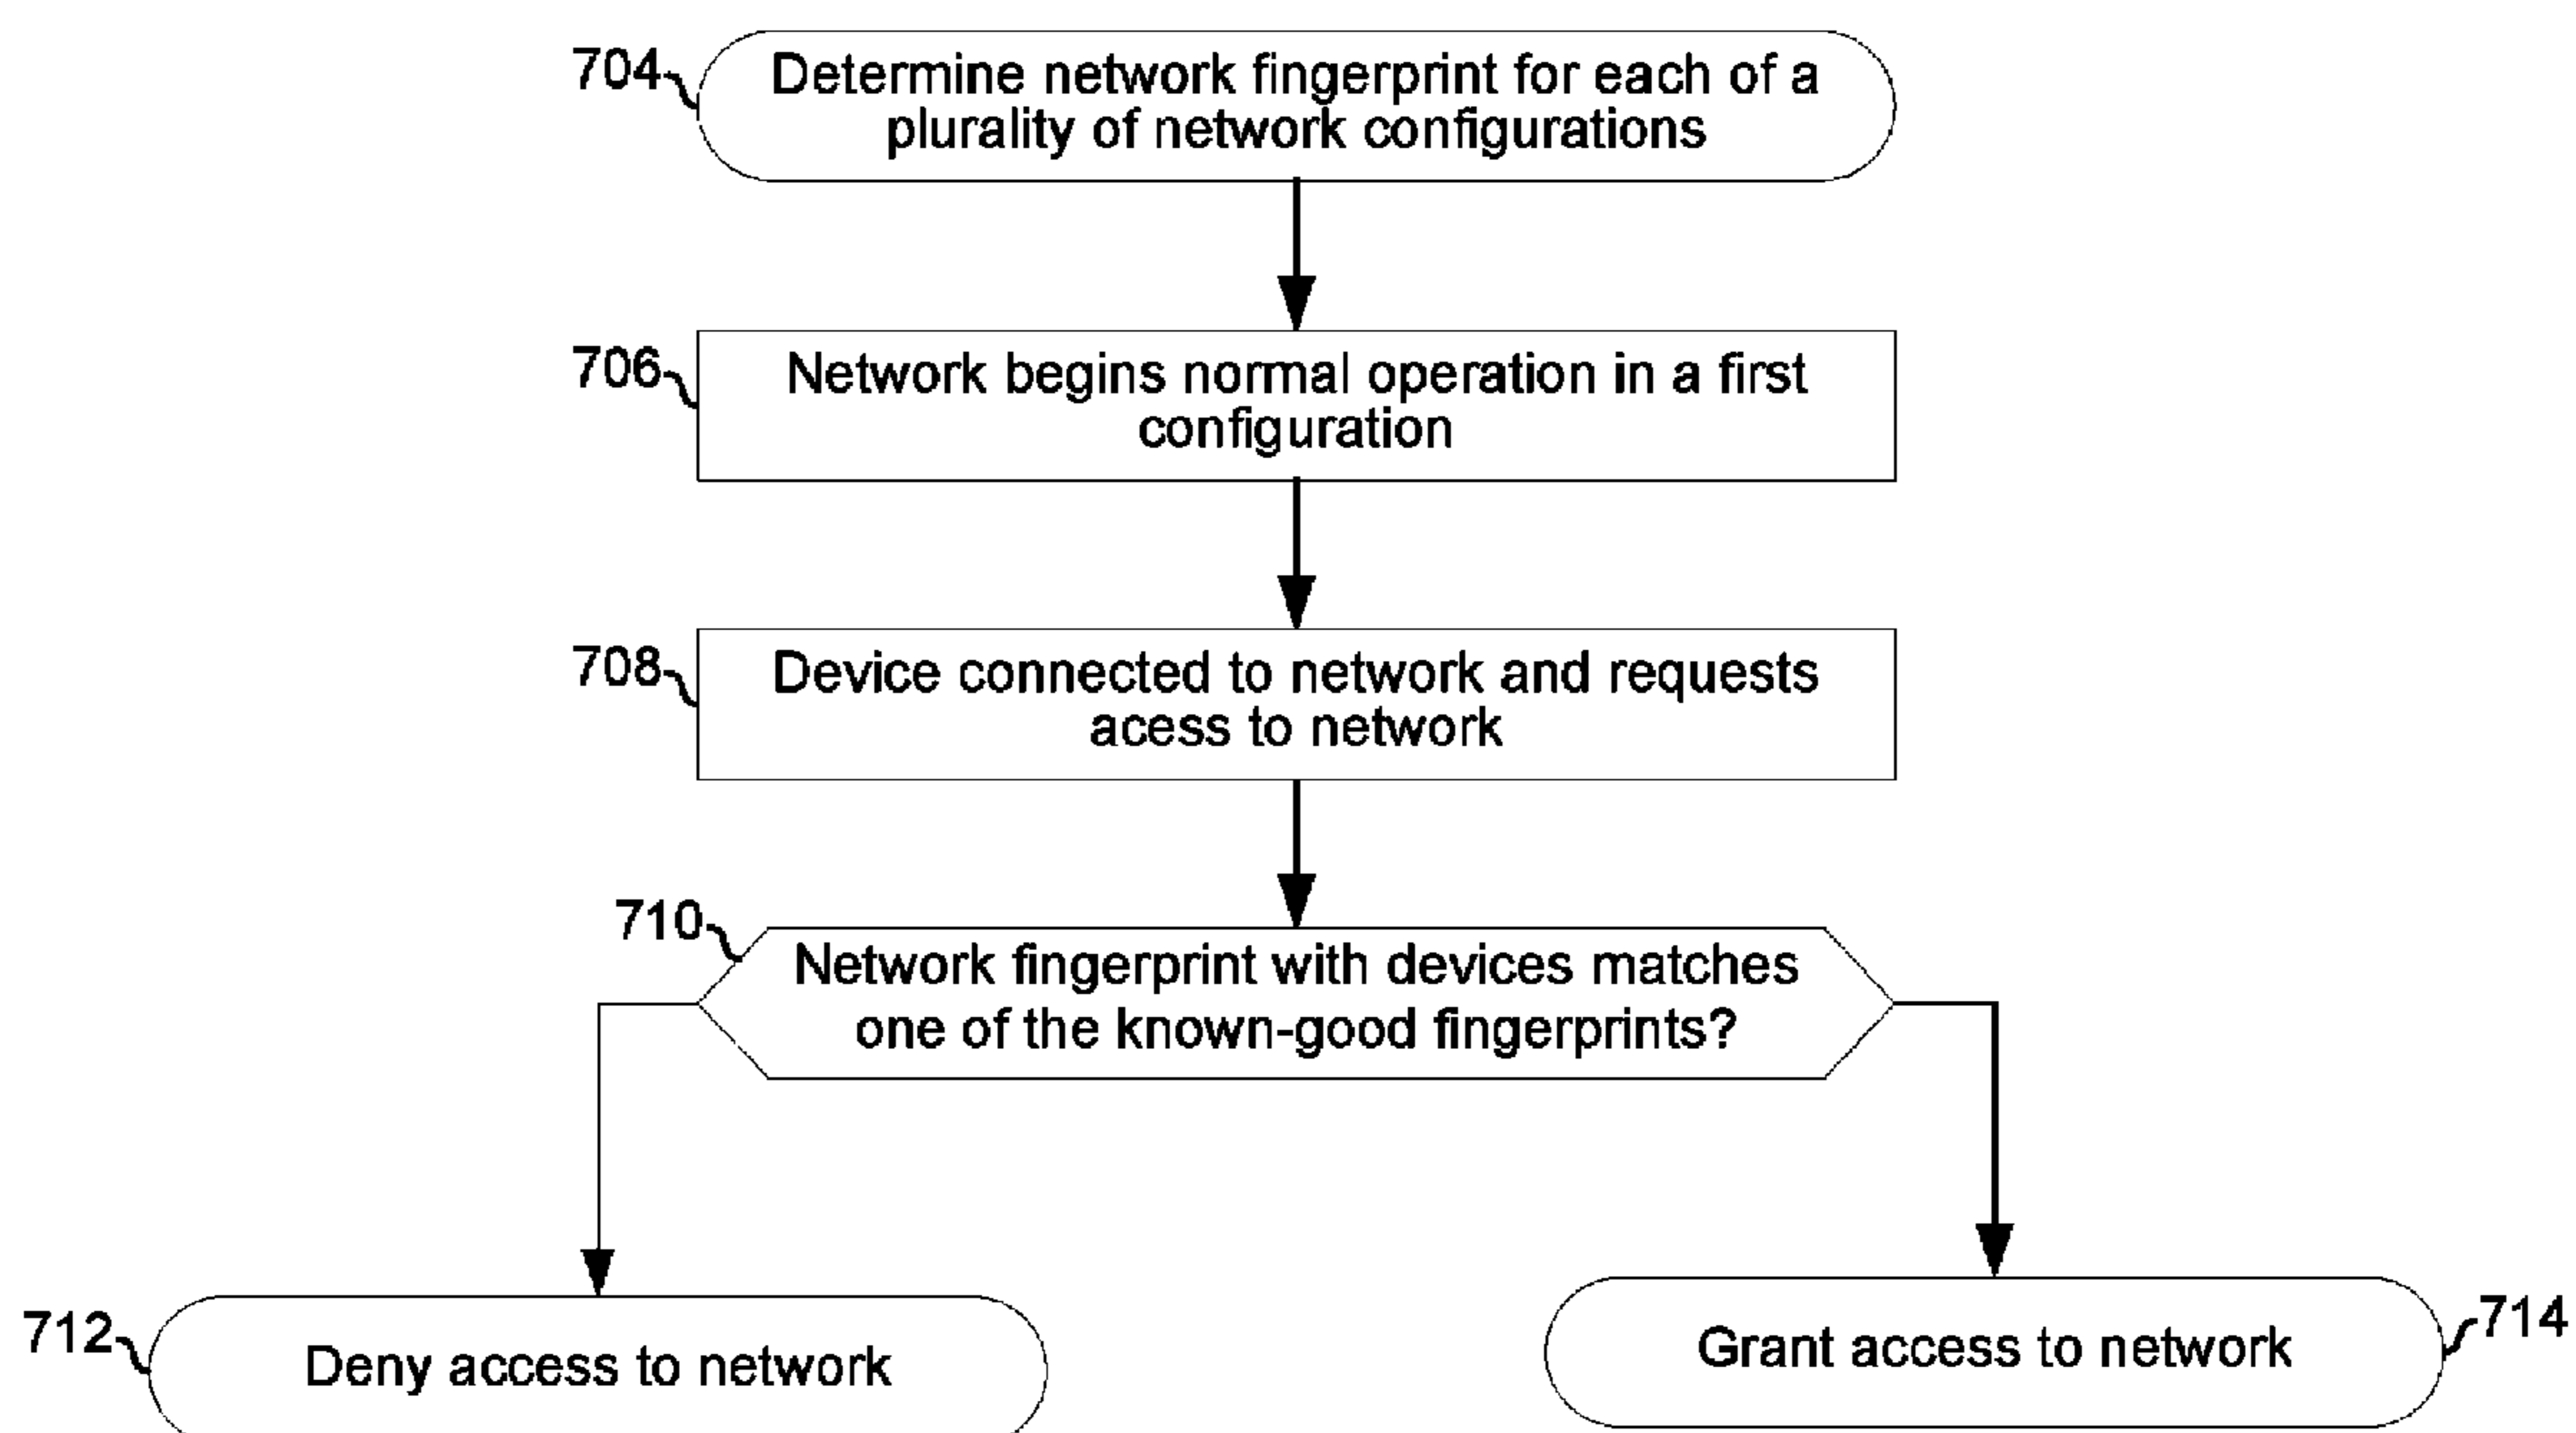 704
Determine network fingerprint for each of a
plurality of network configurations
706
Network begins normal operation in a first
configuration
708
Device connected to network and requests
acess to network
710
Network fingerprint with devices matches
one of the known-good fingerprints?
712
Deny access to network
Grant access to network
714